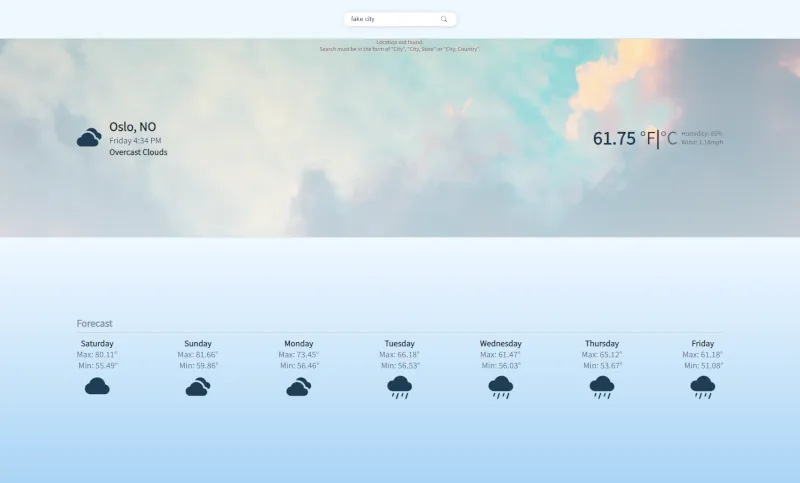 fake city
Location not found.
Search must be in the form of "City", "City, State" or "City, Country".
Oslo, NO
Friday 4:34 PM
Overcast Clouds
61.75 °F|°C
Humidity: 65%
Wind: 1.18mph
Forecast
Saturday
Max: 80.11°
Min: 55.49°
Sunday
Max: 81.66°
Min: 59.86°
Monday
Max: 73.45°
Min: 56.46°
Tuesday
Max: 66.18°
Min: 56.53°
Wednesday
Max: 61.47°
Min: 56.03°
Thursday
Max: 65.12°
Min: 53.67°
Friday
Max: 61.18°
Min: 51.08°